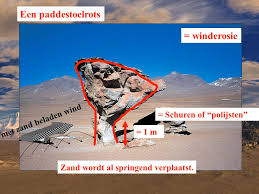 Een paddestoelrots
= winderosie
met zand beladen wind
= Schuren of “polijsten”
= 1 m
Zand wordt al springend verplaatst.